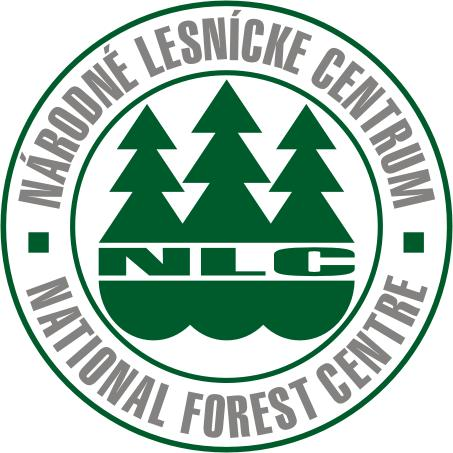 NÁRODNÉ LESNÍCKE CENTRUM
NLC
NATIONAL FOREST CENTRE